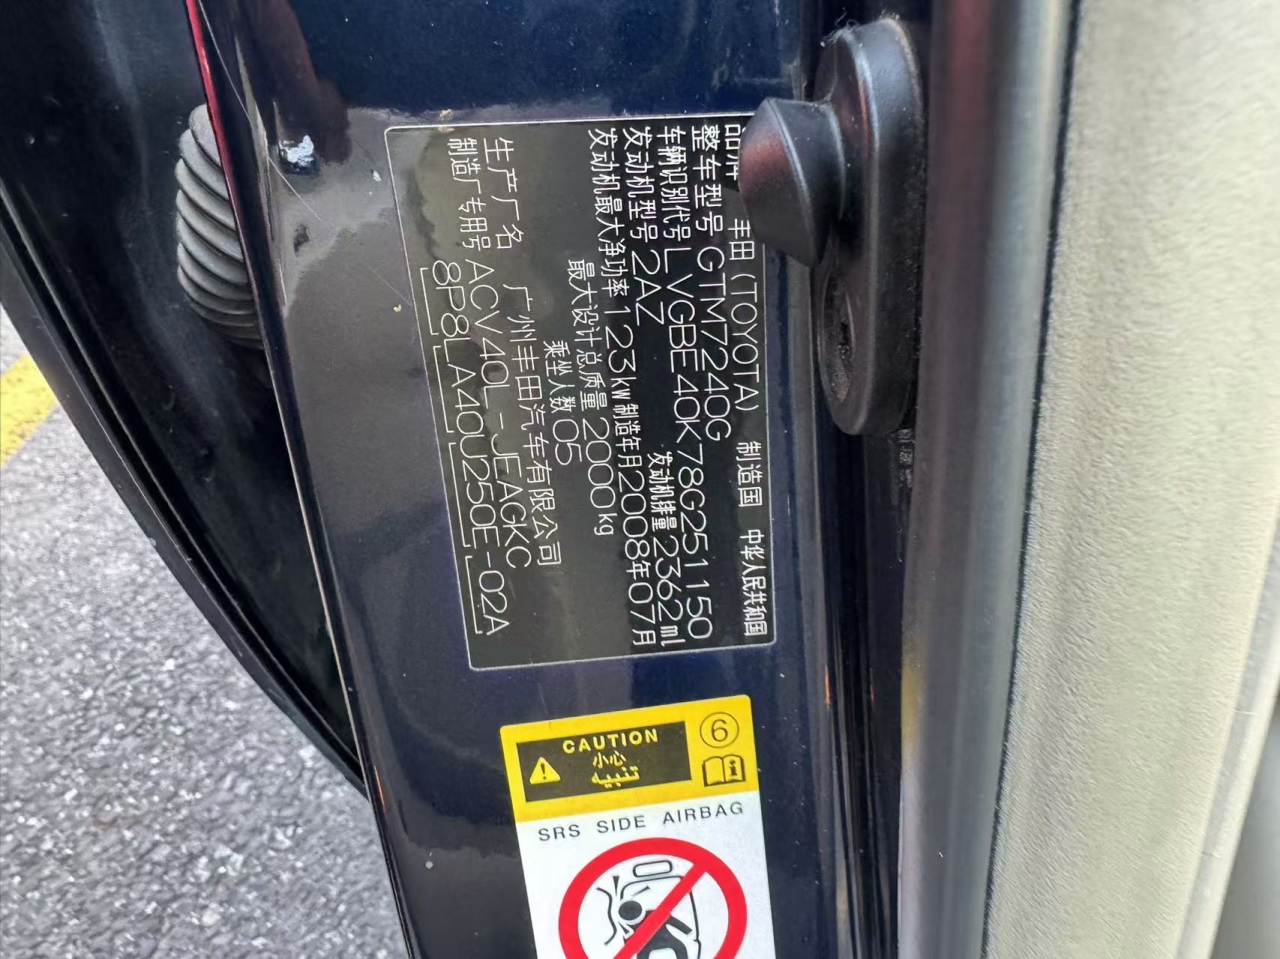 品牌 丰田(TOYOTA) 制造国 中华人民共和国
整车型号 GTM7240G
车辆识别代号 LVGBE40K78G251150
发动机型号 2AZ 发动机排量 2362ml
发动机最大净功率 123kW 制造年月 2008年07月
最大设计总质量 2000kg
乘坐人数 05
生产厂名 广州丰田汽车有限公司
制造厂专用号 ACV40L-JEAGKC
8P8 LA40U250E-02A
CAUTION
小心
تنبيه
6
SRS SIDE AIRBAG